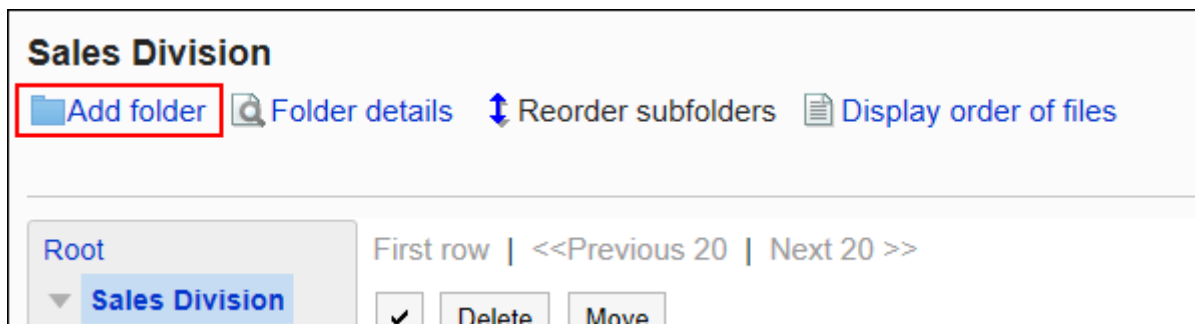 Sales Division
Add folder Folder details Reorder subfolders Display order of files
Root
First row | <<Previous 20 | Next 20 >>
Sales Division
Delete Move